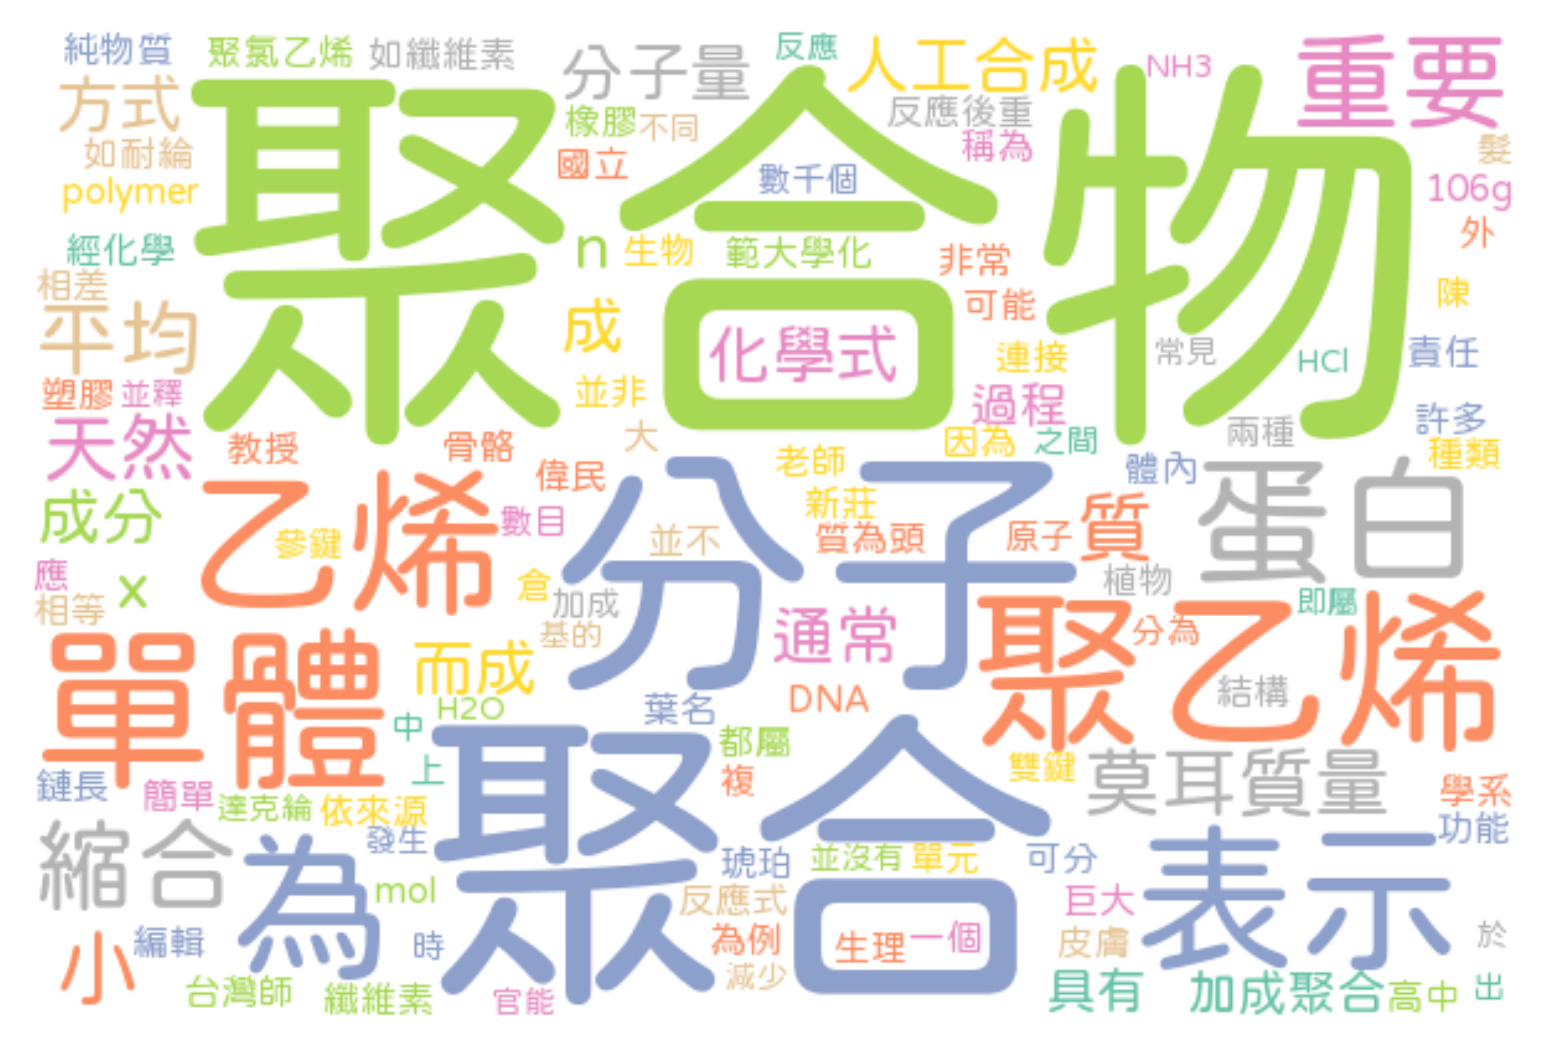 純物質
聚氯乙烯
如纖維素
分子量
反應
人工合成
NH3
重要
方式
聚合物
橡膠
不同
反應後重
稱為
如耐綸
國立
數千個
髮
polymer
106g
外
經化學
n
生物
範大學化
非常
相差
可能
陳
平均
成
化學式
連接
常見
HCl
責任
塑膠
並釋
並非
過程
許多
天然
教授
骨骼
大
因為
之間
兩種
種類
老師
偉民
體內
乙烯
分子
蛋白
成分
數目
新莊
參鍵
並不
質為頭
原子
質
應
x
倉
加成
植物
相等
基的
通常
聚乙烯
分為
即屬
單體
而成
DNA
結構
H2O
葉名
中
都屬
上
聚合
複
雙鍵
莫耳質量
鏈長
簡單
達克綸
依來源
學系
縮合
為
發生
琥珀
並沒有
單元
可分
表示
功能
mol
反應式
巨大
小
編輯
時
為例
生理
一個
皮膚
於
台灣師
纖維素
官能
減少
具有
加成聚合
高中
出